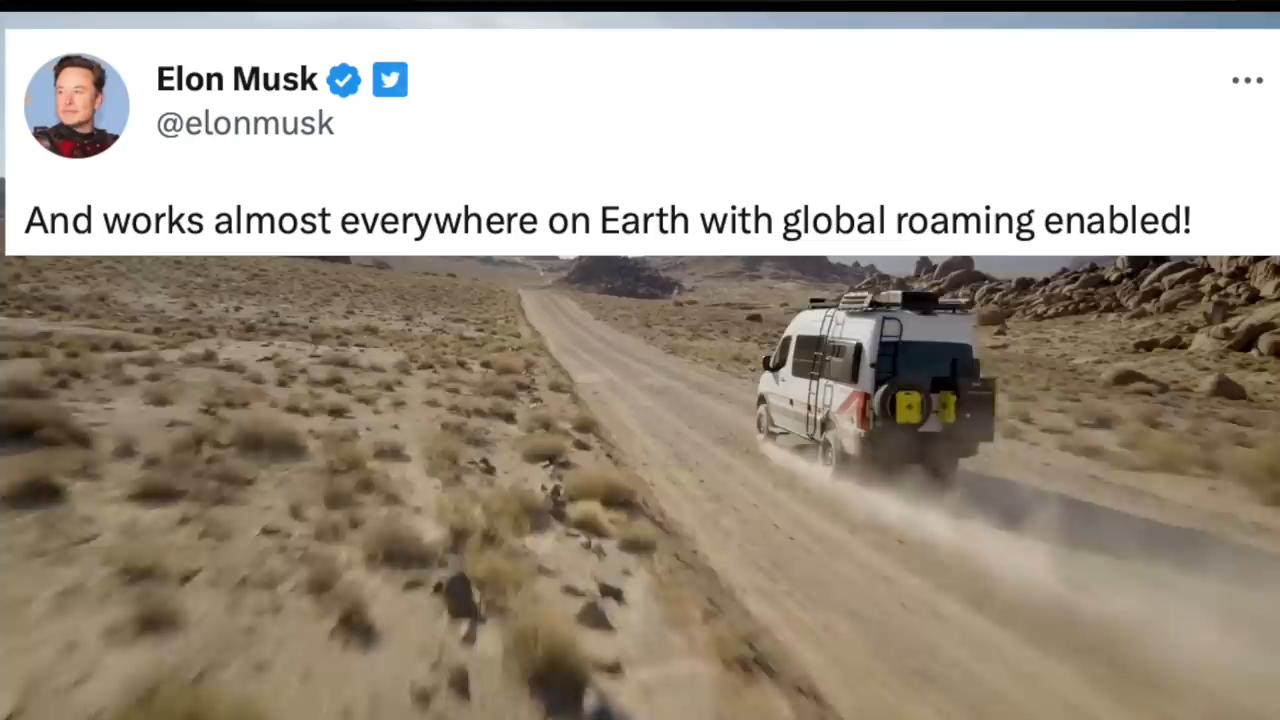 Elon Musk
@elonmusk
And works almost everywhere on Earth with global roaming enabled!